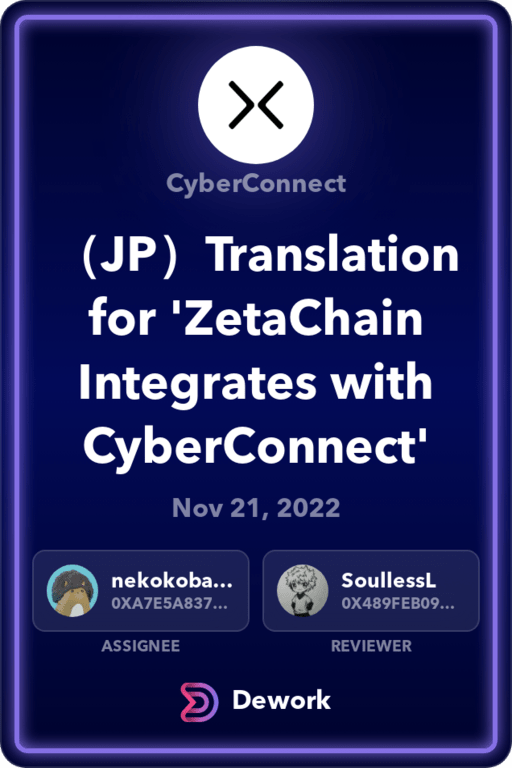 CyberConnect
（JP）Translation
for 'ZetaChain
Integrates with
CyberConnect'
Nov 21, 2022
nekokoba...
0XA7E5A837...
ASSIGNEE
SoullessL
0X489FEB09...
REVIEWER
Dework